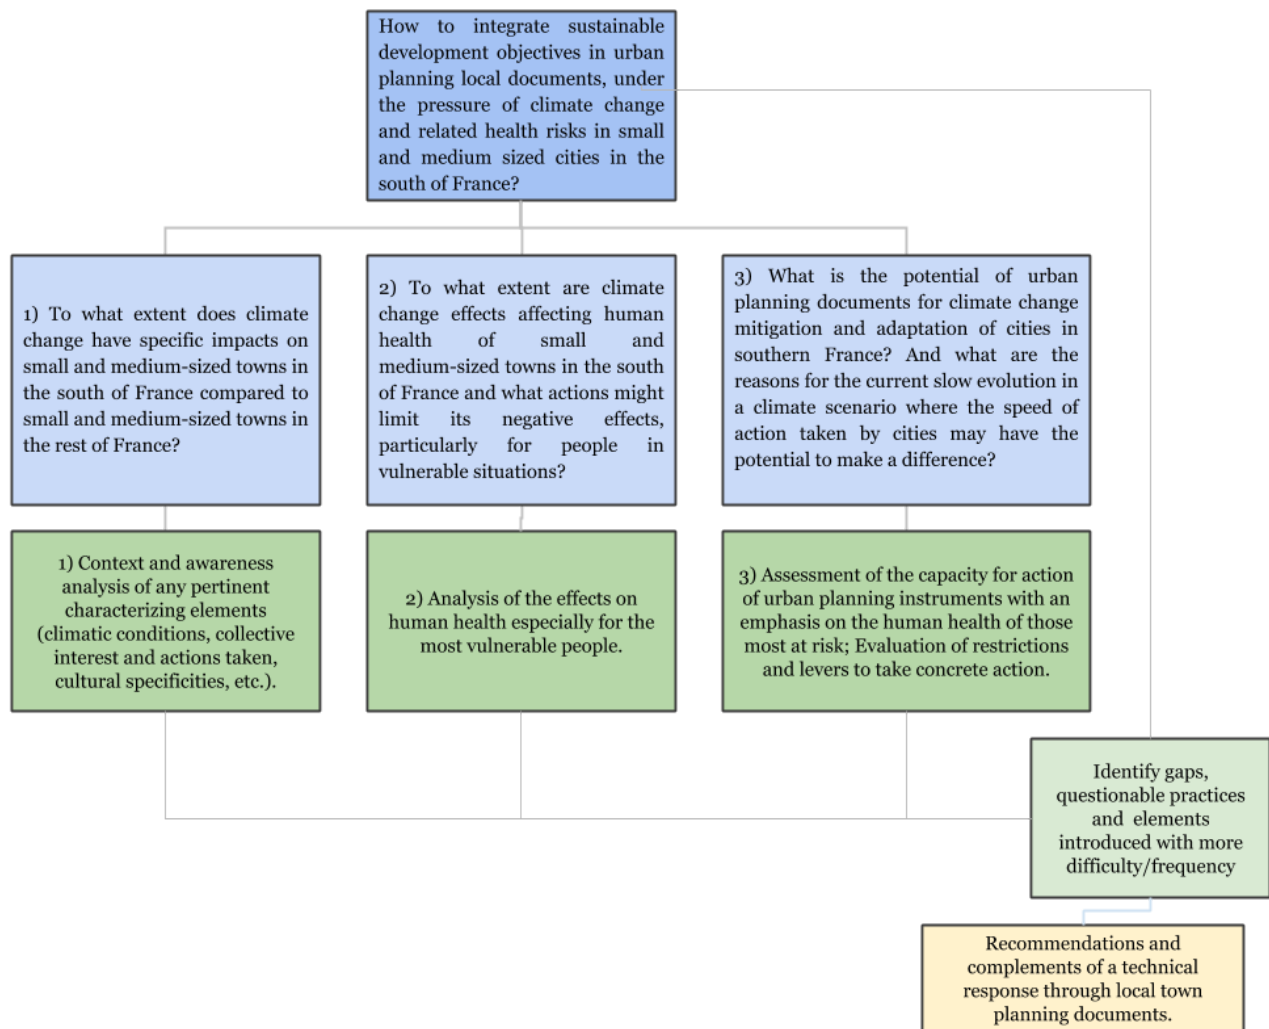 How to integrate sustainable
development objectives in urban
planning local documents, under
the pressure of climate change
and related health risks in small
and medium sized cities in the
south of France?
1) To what extent does climate
change have specific impacts on
small and medium-sized towns in
the south of France compared to
small and medium-sized towns in
the rest of France?
2) To what extent are climate
change effects affecting human
health of small and
medium-sized towns in the south
of France and what actions might
limit its negative effects,
particularly for people in
vulnerable situations?
3) What is the potential of urban
planning documents for climate change
mitigation and adaptation of cities in
southern France? And what are the
reasons for the current slow evolution in
a climate scenario where the speed of
action taken by cities may have the
potential to make a difference?
1) Context and awareness
analysis of any pertinent
characterizing elements
(climatic conditions, collective
interest and actions taken,
cultural specificities, etc.).
2) Analysis of the effects on
human health especially for the
most vulnerable people.
3) Assessment of the capacity for action
of urban planning instruments with an
emphasis on the human health of those
most at risk; Evaluation of restrictions
and levers to take concrete action.
Identify gaps,
questionable practices
and elements
introduced with more
difficulty/frequency
Recommendations and
complements of a technical
response through local town
planning documents.